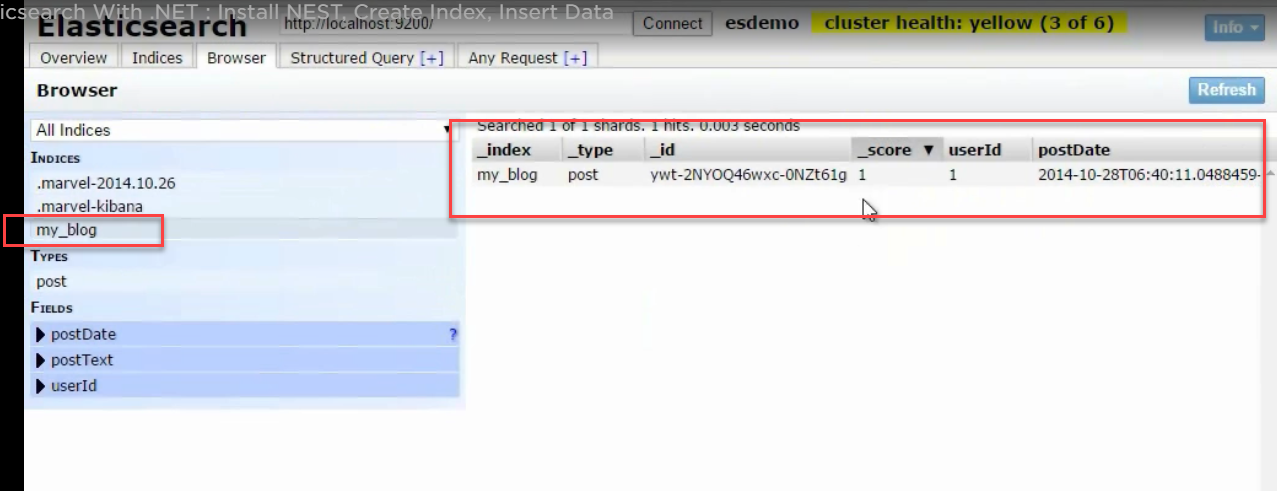 icsearch With .NET : Install NEST, Create Index, Insert Data
Elasticsearch http://localhost:9200/ Connect esdemo cluster health: yellow (3 of 6) Info
Overview Indices Browser Structured Query [+] Any Request [+]
Browser Refresh
All Indices
Searched 1 of 1 shards. 1 hits. 0.003 seconds
INDICES
_index _type _id _score ▼ userId postDate
my_blog post ywt-2NYOQ46wxc-0NZt61g 1 1 2014-10-28T06:40:11.0488459-
.marvel-2014.10.26
.marvel-kibana
my_blog
TYPES
post
FIELDS
postDate ?
postText
userId